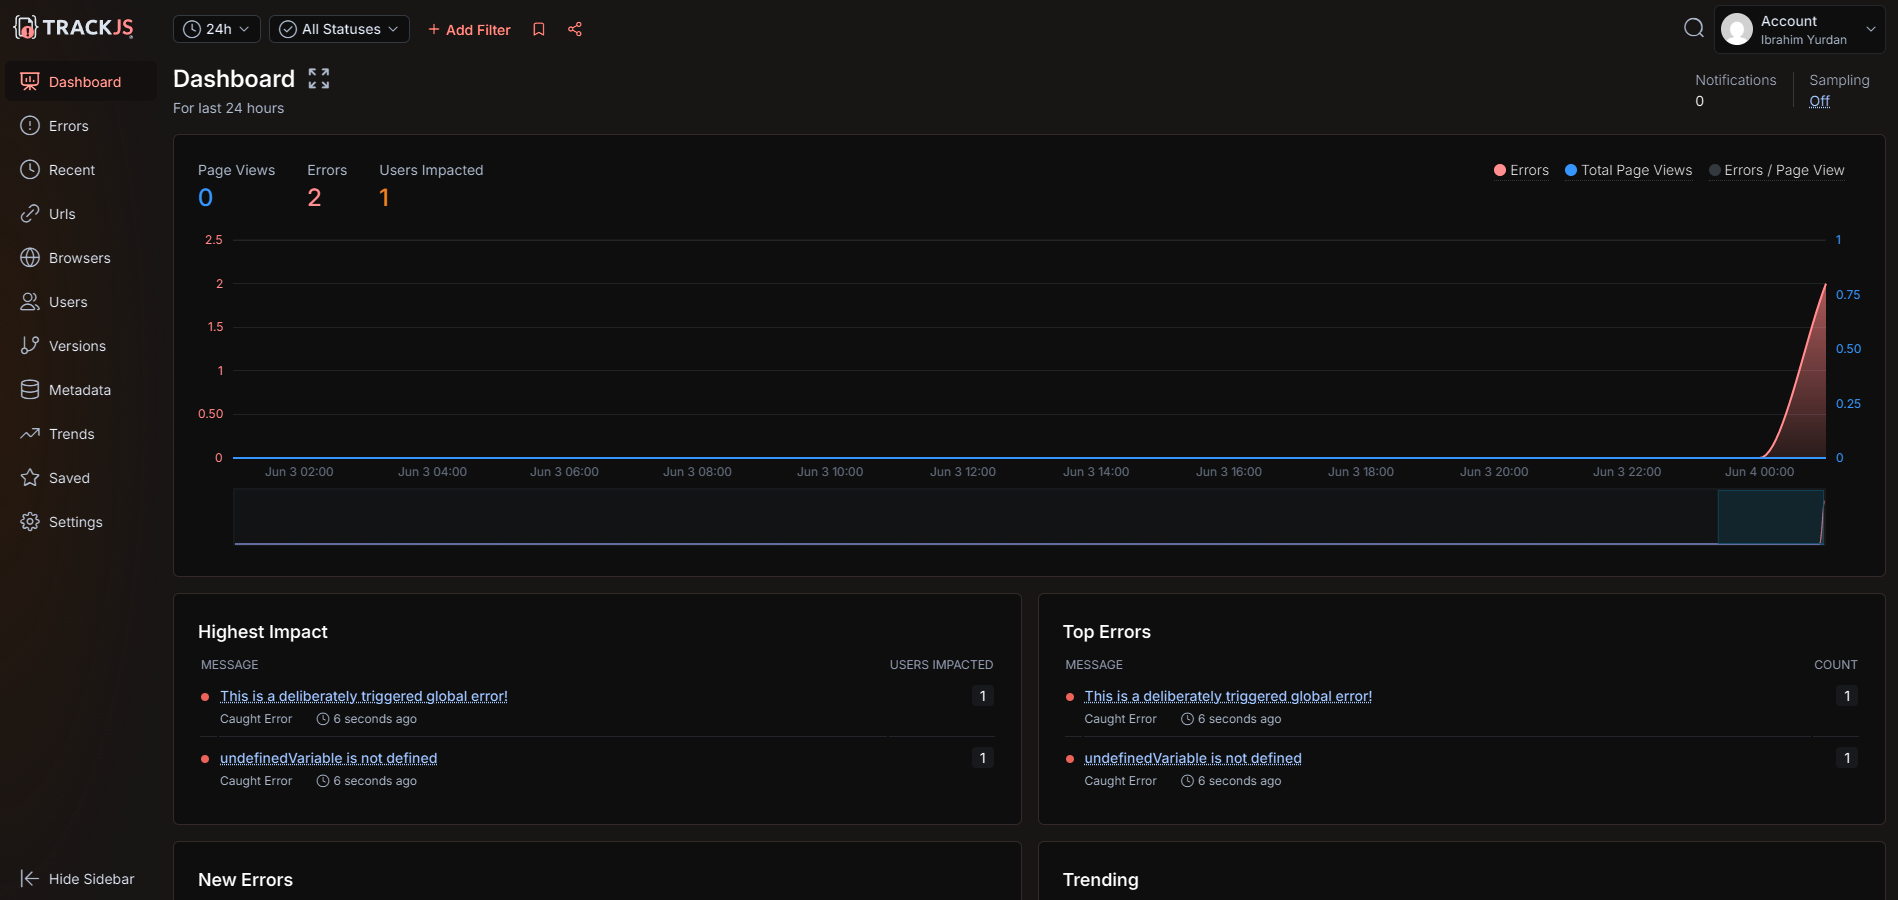 TRACKJS
24h
All Statuses
+ Add Filter
Account
Ibrahim Yurdan
Dashboard
Errors
Recent
Urls
Browsers
Users
Versions
Metadata
Trends
Saved
Settings
Hide Sidebar
Dashboard
For last 24 hours
Notifications
0
Sampling
Off
Page Views
0
Errors
2
Users Impacted
1
Errors
Total Page Views
Errors / Page View
2.5
2
1.5
1
0.50
0
1
0.75
0.50
0.25
0
Jun 3 02:00
Jun 3 04:00
Jun 3 06:00
Jun 3 08:00
Jun 3 10:00
Jun 3 12:00
Jun 3 14:00
Jun 3 16:00
Jun 3 18:00
Jun 3 20:00
Jun 3 22:00
Jun 4 00:00
Highest Impact
MESSAGE USERS IMPACTED
This is a deliberately triggered global error! 1
Caught Error 6 seconds ago
undefinedVariable is not defined 1
Caught Error 6 seconds ago
Top Errors
MESSAGE COUNT
This is a deliberately triggered global error! 1
Caught Error 6 seconds ago
undefinedVariable is not defined 1
Caught Error 6 seconds ago
New Errors
Trending